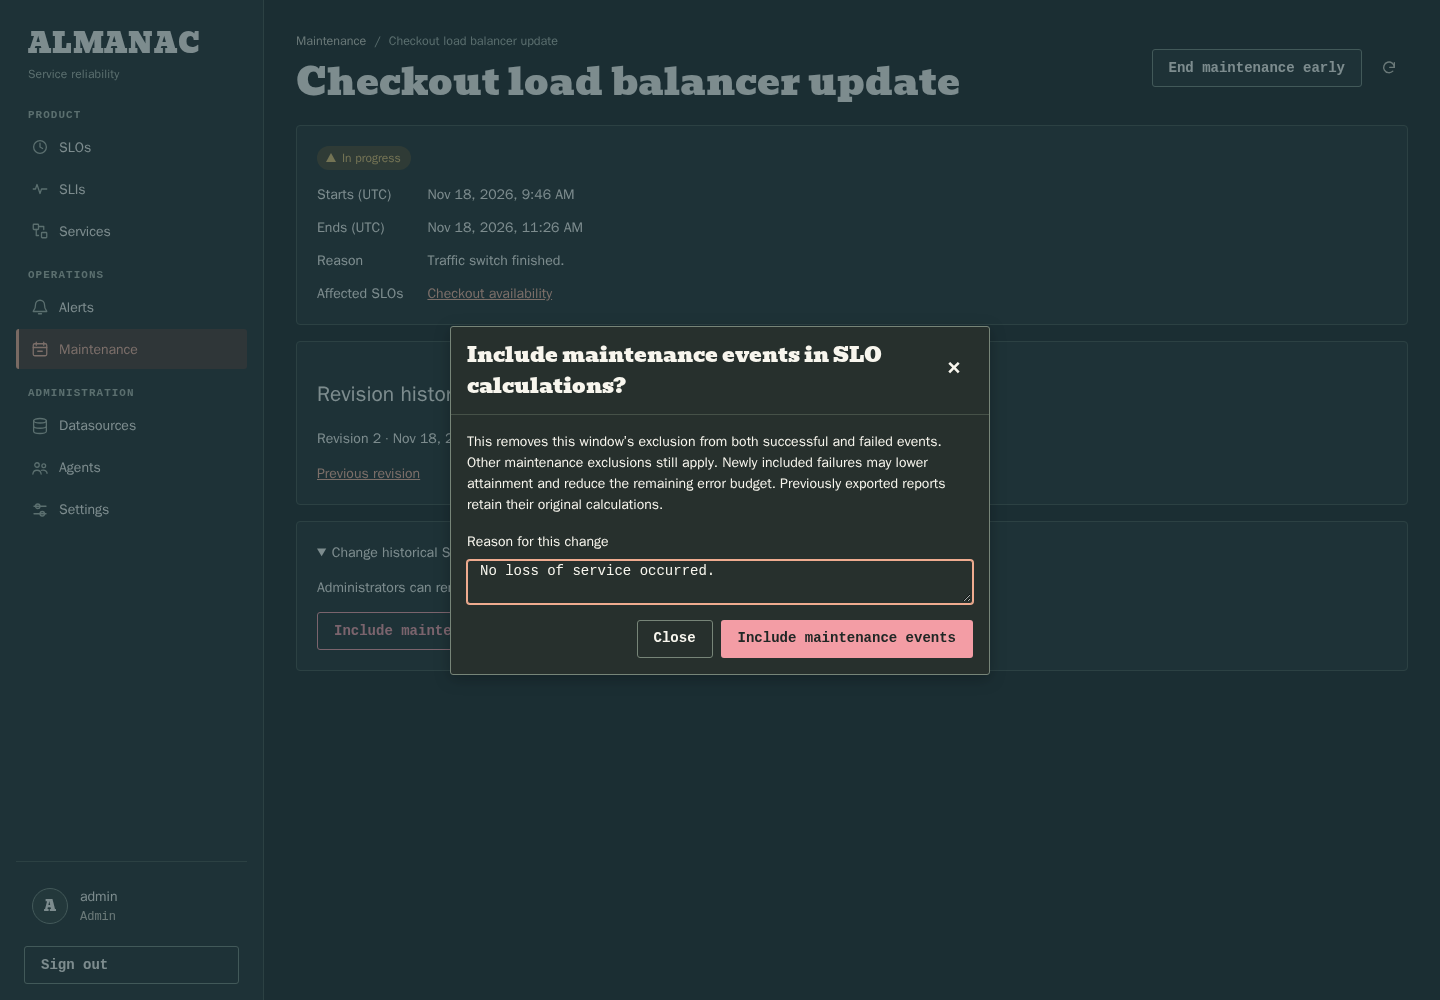 ALMANAC
Service reliability
PRODUCT
SLOs
SLIs
Services
OPERATIONS
Alerts
Maintenance
ADMINISTRATION
Datasources
Agents
Settings
A
admin
Admin
Sign out
Maintenance / Checkout load balancer update
Checkout load balancer update
End maintenance early
In progress
Starts (UTC) Nov 18, 2026, 9:46 AM
Ends (UTC) Nov 18, 2026, 11:26 AM
Reason Traffic switch finished.
Affected SLOs Checkout availability
Revision histor
Revision 2 · Nov 18, 2
Previous revision
Change historical S
Administrators can re
Include mainte
Include maintenance events in SLO
calculations?
This removes this window's exclusion from both successful and failed events.
Other maintenance exclusions still apply. Newly included failures may lower
attainment and reduce the remaining error budget. Previously exported reports
retain their original calculations.
Reason for this change
No loss of service occurred.
Close
Include maintenance events